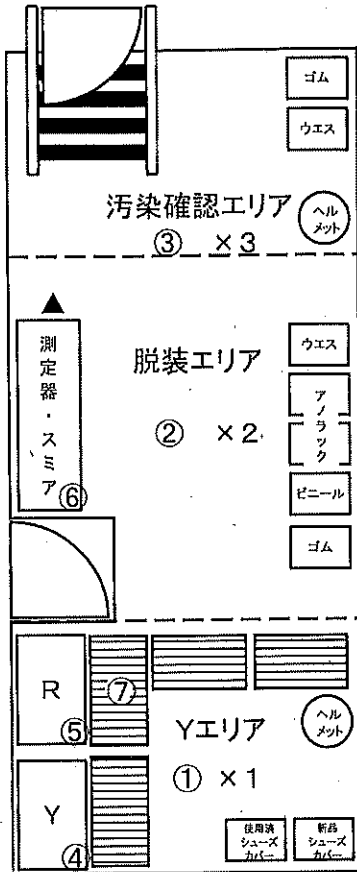 ゴム
ウエス
汚染確認エリア
ヘル
メット
③ ×3
脱装エリア
測定器・スミア
⑥
ウエス
② ×2
アノラック
ビニール
ゴム
R
⑤
⑦
Yエリア
ヘル
メット
① ×1
Y
④
使用済
シューズ
カバー
新品
シューズ
カバー